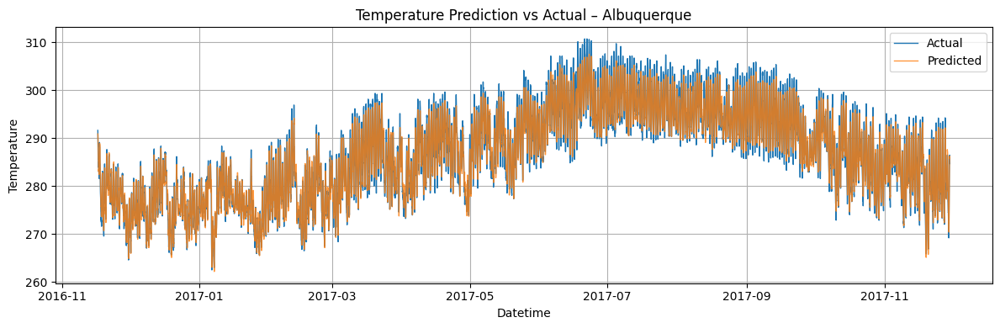 Temperature Prediction vs Actual – Albuquerque
Temperature
310
300
290
280
270
260
Actual
Predicted
2016-11
2017-01
2017-03
2017-05
2017-07
2017-09
2017-11
Datetime